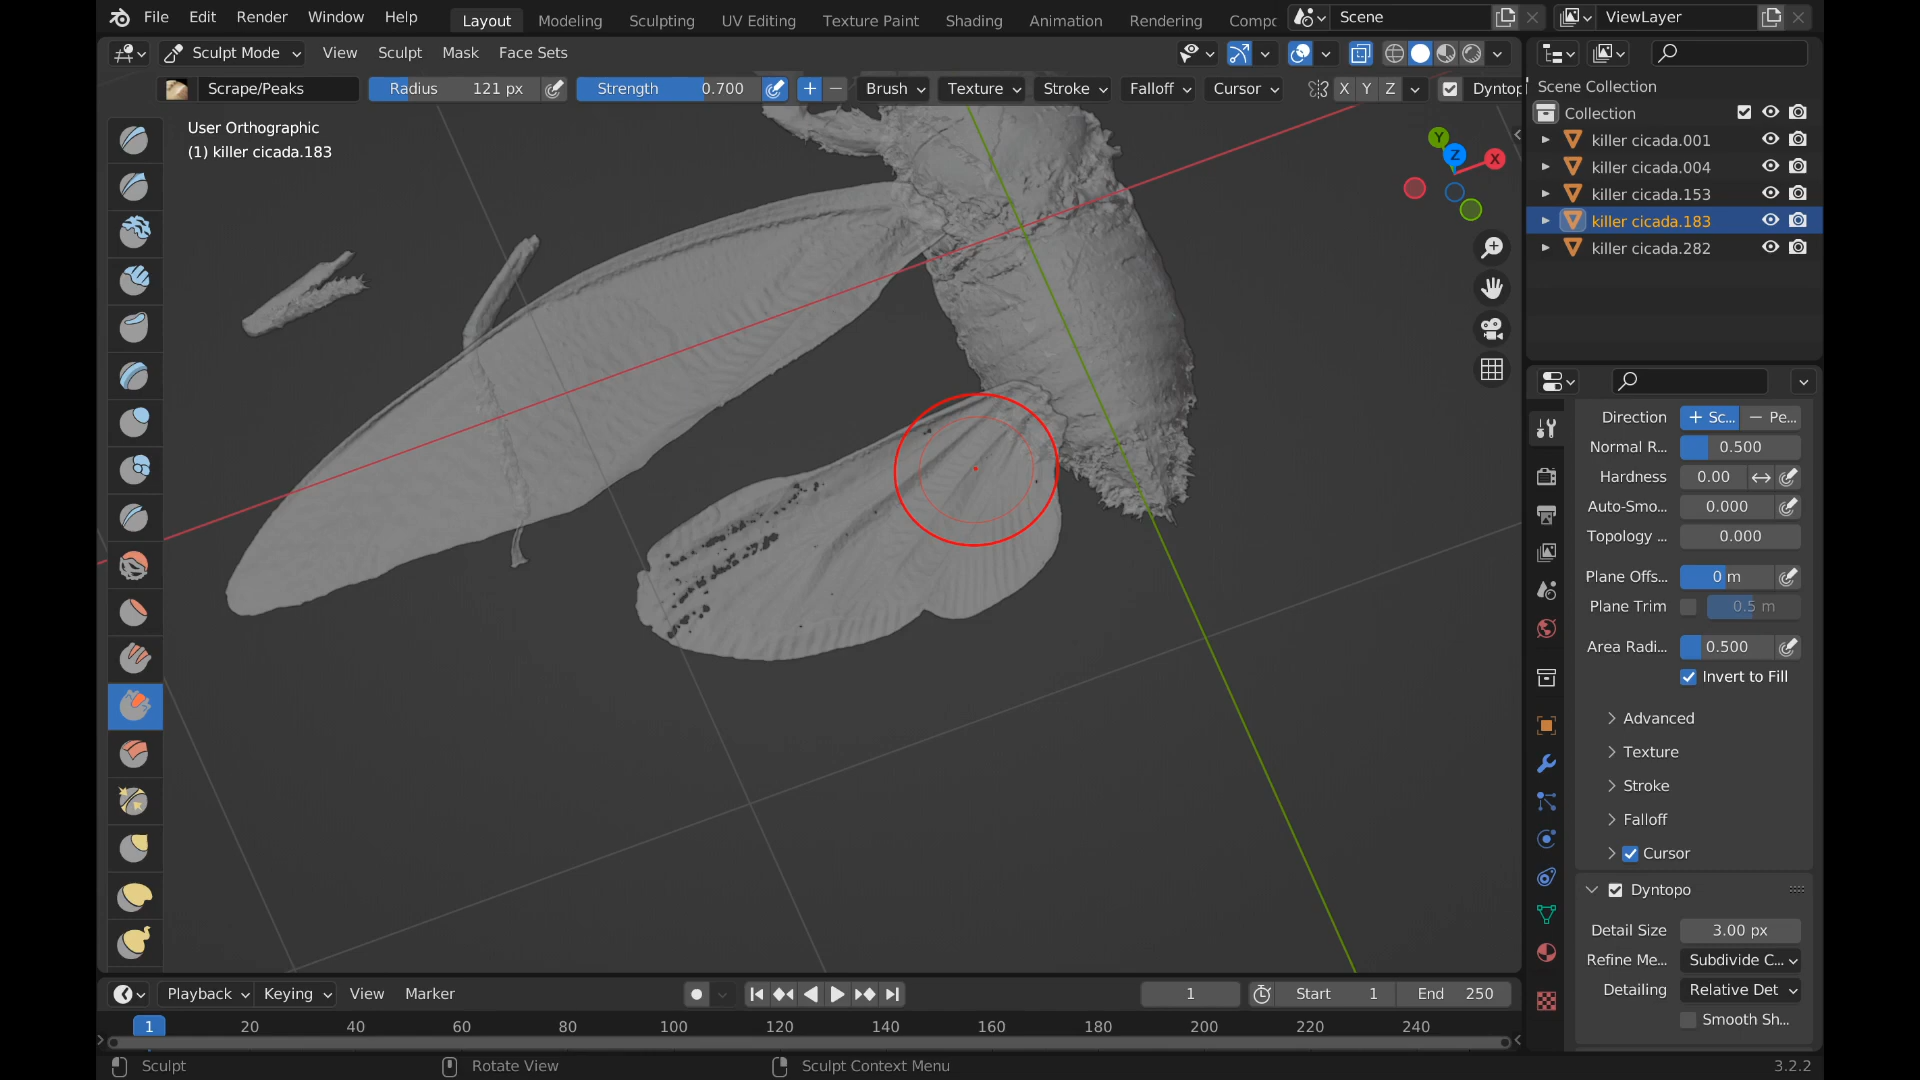 File Edit Render Window Help Layout Modeling Sculpting UV Editing Texture Paint Shading Animation Rendering Compc Scene ViewLayer
Sculpt Mode View Sculpt Mask Face Sets
Scrape/Peaks Radius 121 px Strength 0.700 + − Brush Texture Stroke Falloff Cursor X Y Z Dyntop
User Orthographic
(1) killer cicada.183
Y
Z
X
Scene Collection
Collection
killer cicada.001
killer cicada.004
killer cicada.153
killer cicada.183
killer cicada.282
Direction + Sc... − Pe...
Normal R... 0.500
Hardness 0.00
Auto-Smo... 0.000
Topology ... 0.000
Plane Offs... 0 m
Plane Trim 0.5 m
Area Radi... 0.500
Invert to Fill
Advanced
Texture
Stroke
Falloff
Cursor
Dyntopo
Detail Size 3.00 px
Refine Me... Subdivide C...
Detailing Relative Det
Smooth Sh...
Playback Keying View Marker 1 Start 1 End 250
1 20 40 60 80 100 120 140 160 180 200 220 240
Sculpt Rotate View Sculpt Context Menu 3.2.2